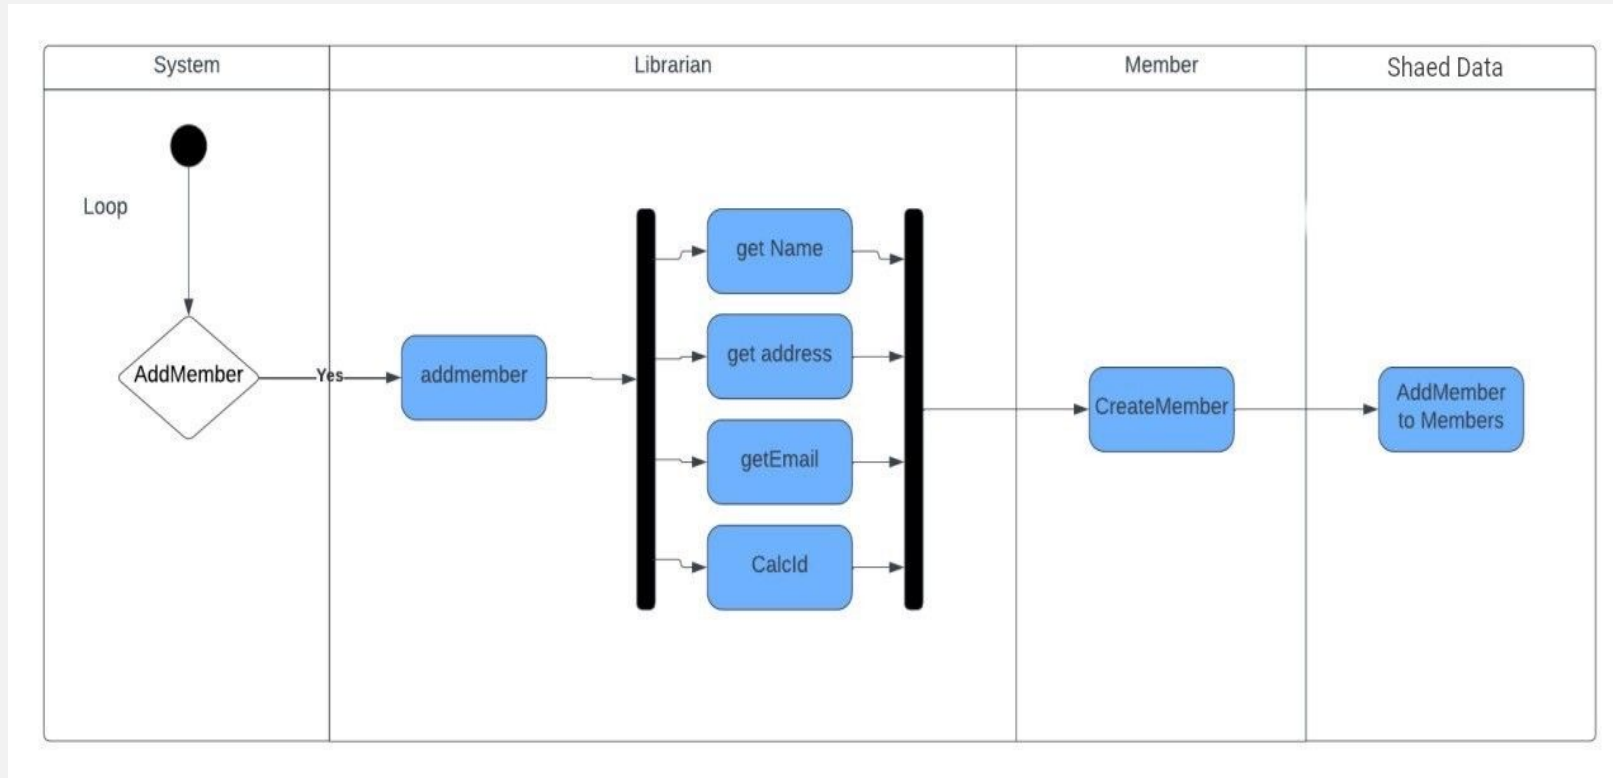 System
Librarian
Member
Shaed Data
Loop
AddMember
Yes
addmember
get Name
get address
getEmail
CalcId
CreateMember
AddMember
to Members